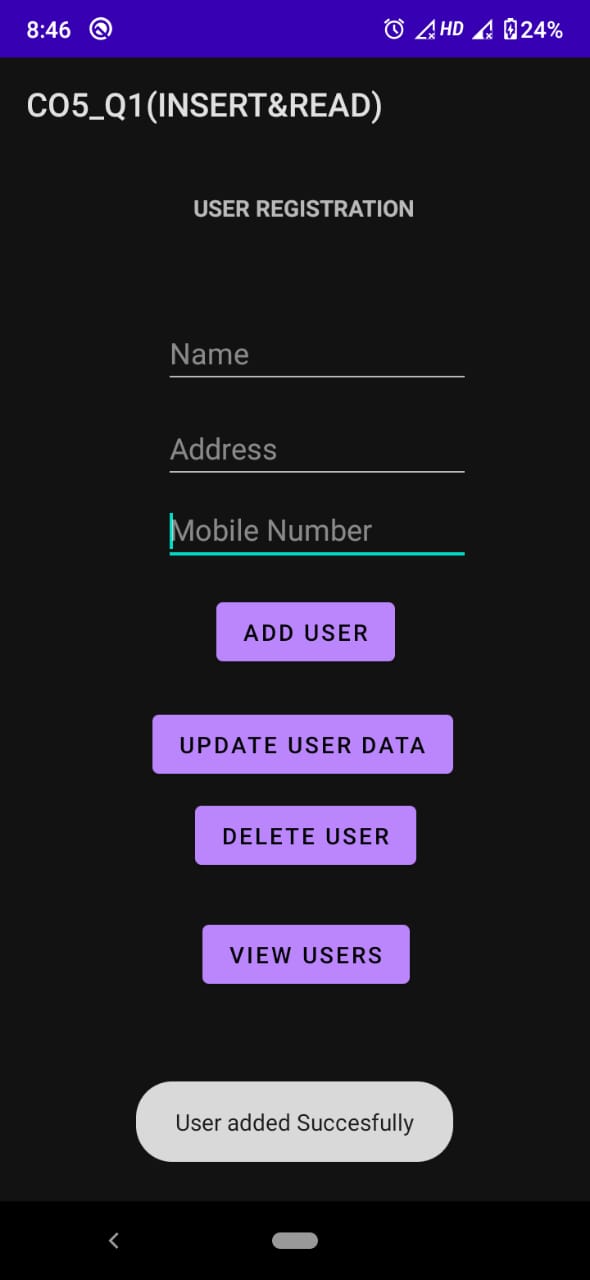 8:46 HD 24%
CO5_Q1(INSERT&READ)
USER REGISTRATION
Name
Address
Mobile Number
ADD USER
UPDATE USER DATA
DELETE USER
VIEW USERS
User added Succesfully